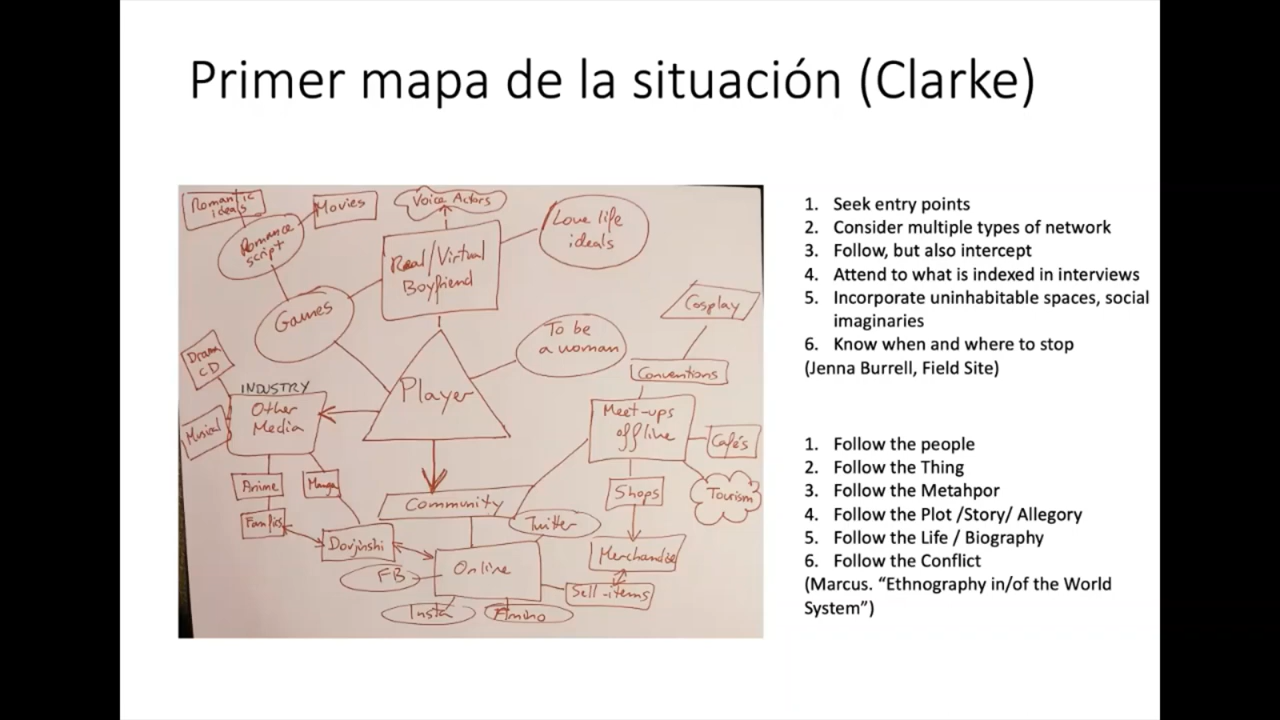 Primer mapa de la situación (Clarke)
Romantic
ideals
Movies
Romance
script
Voice Actors
Real/Virtual
Boyfriend
Love life
ideals
Games
To be
a woman
Cosplay
Conventions
Drama
CD
INDUSTRY
Other
Media
Musical
Player
Meet-ups
offline
Cafés
Tourism
Shops
Anime
Manga
Fanfics
Community
Twitter
Doujinshi
Online
FB
Insta
Amino
Merchandise
Sell-items
1. Seek entry points
2. Consider multiple types of network
3. Follow, but also intercept
4. Attend to what is indexed in interviews
5. Incorporate uninhabitable spaces, social
imaginaries
6. Know when and where to stop
(Jenna Burrell, Field Site)
1. Follow the people
2. Follow the Thing
3. Follow the Metahpor
4. Follow the Plot /Story/ Allegory
5. Follow the Life / Biography
6. Follow the Conflict
(Marcus. “Ethnography in/of the World
System”)